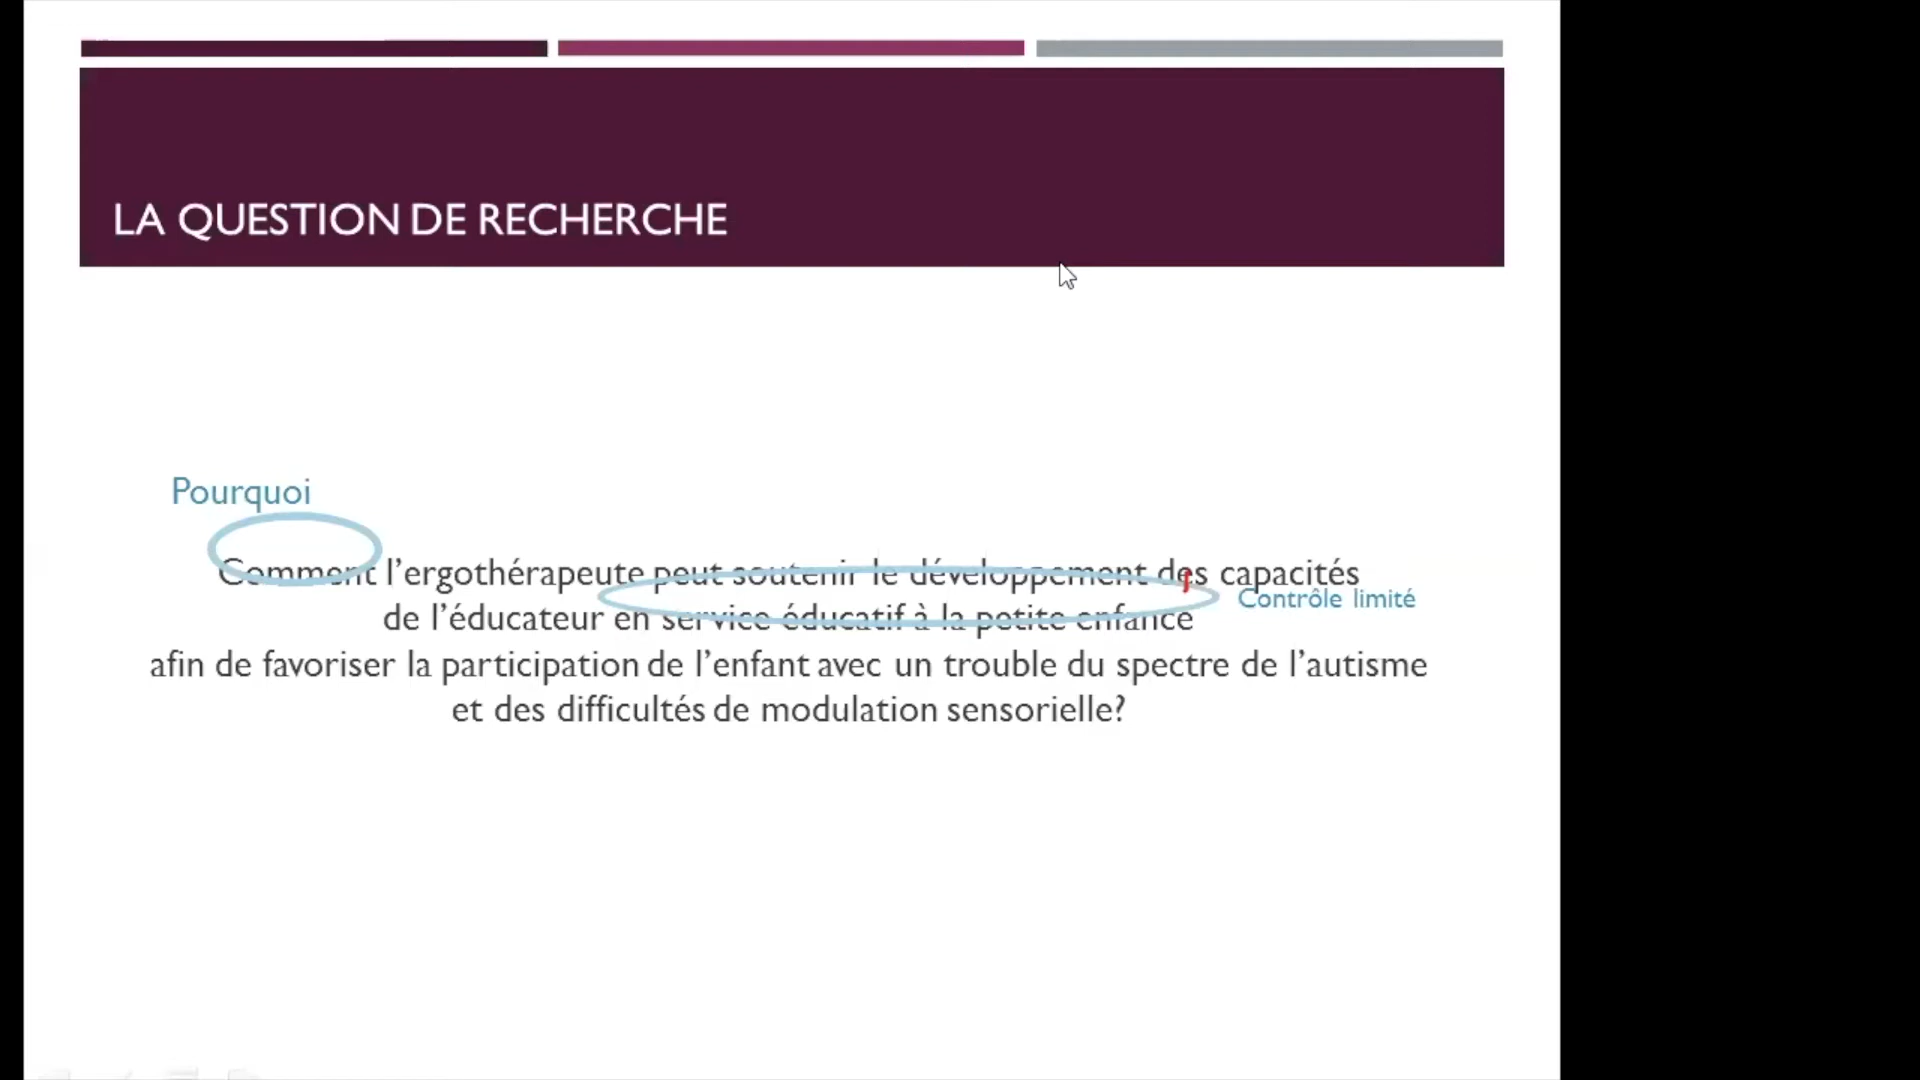 LA QUESTION DE RECHERCHE
Pourquoi
Comment l’ergothérapeute peut soutenir le développement des capacités
Contrôle limité
de l’éducateur en service éducatif à la petite enfance
afin de favoriser la participation de l’enfant avec un trouble du spectre de l’autisme
et des difficultés de modulation sensorielle?